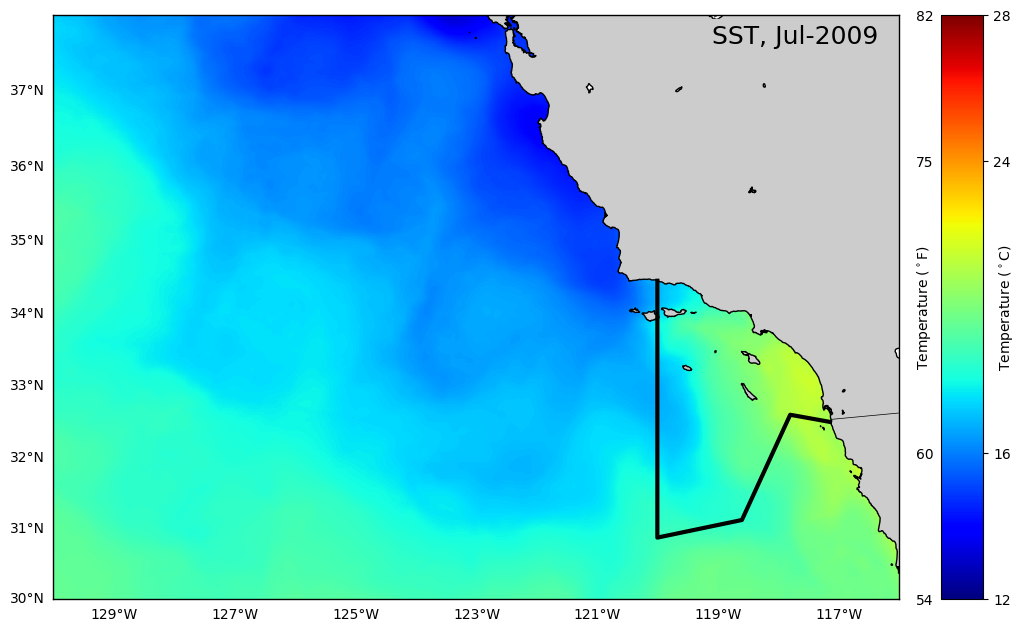 SST, Jul-2009
37°N
36°N
35°N
34°N
33°N
32°N
31°N
30°N
129°W
127°W
125°W
123°W
121°W
119°W
117°W
82
75
60
54
Temperature (°F)
28
24
16
12
Temperature (°C)